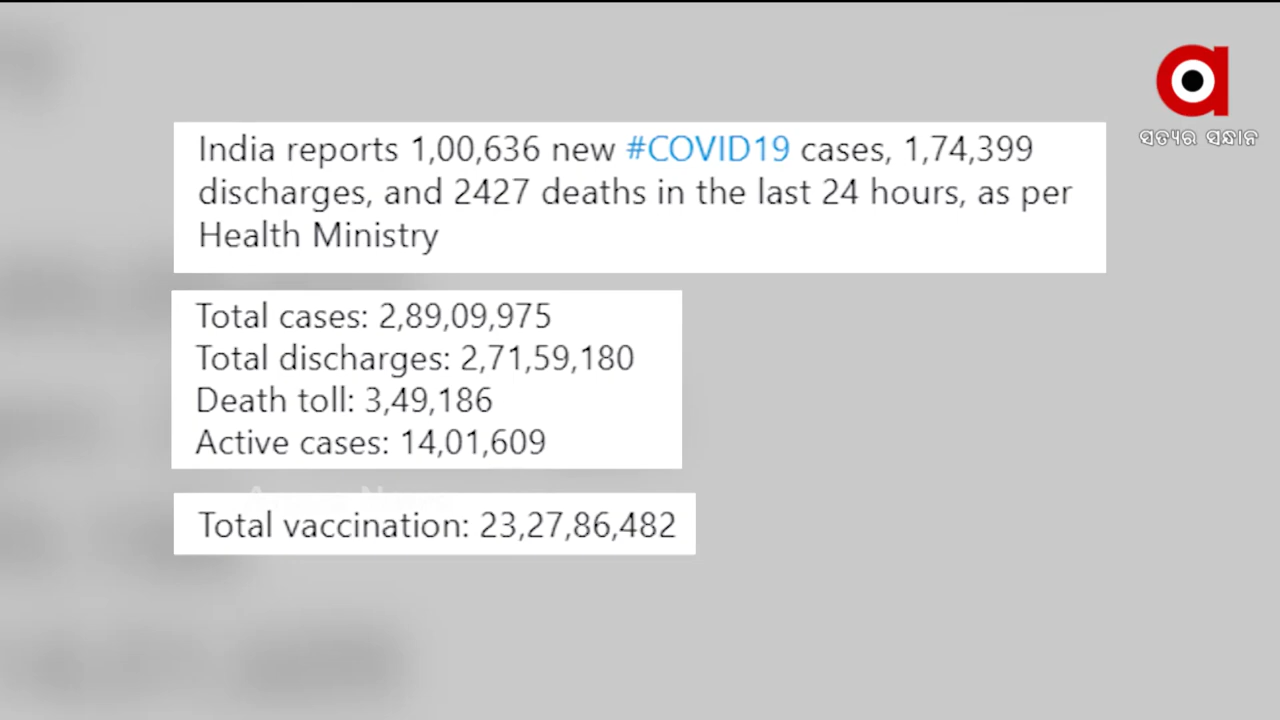 ସତ୍ୟର ସନ୍ଧାନ
India reports 1,00,636 new #COVID19 cases, 1,74,399
discharges, and 2427 deaths in the last 24 hours, as per
Health Ministry
Total cases: 2,89,09,975
Total discharges: 2,71,59,180
Death toll: 3,49,186
Active cases: 14,01,609
Total vaccination: 23,27,86,482